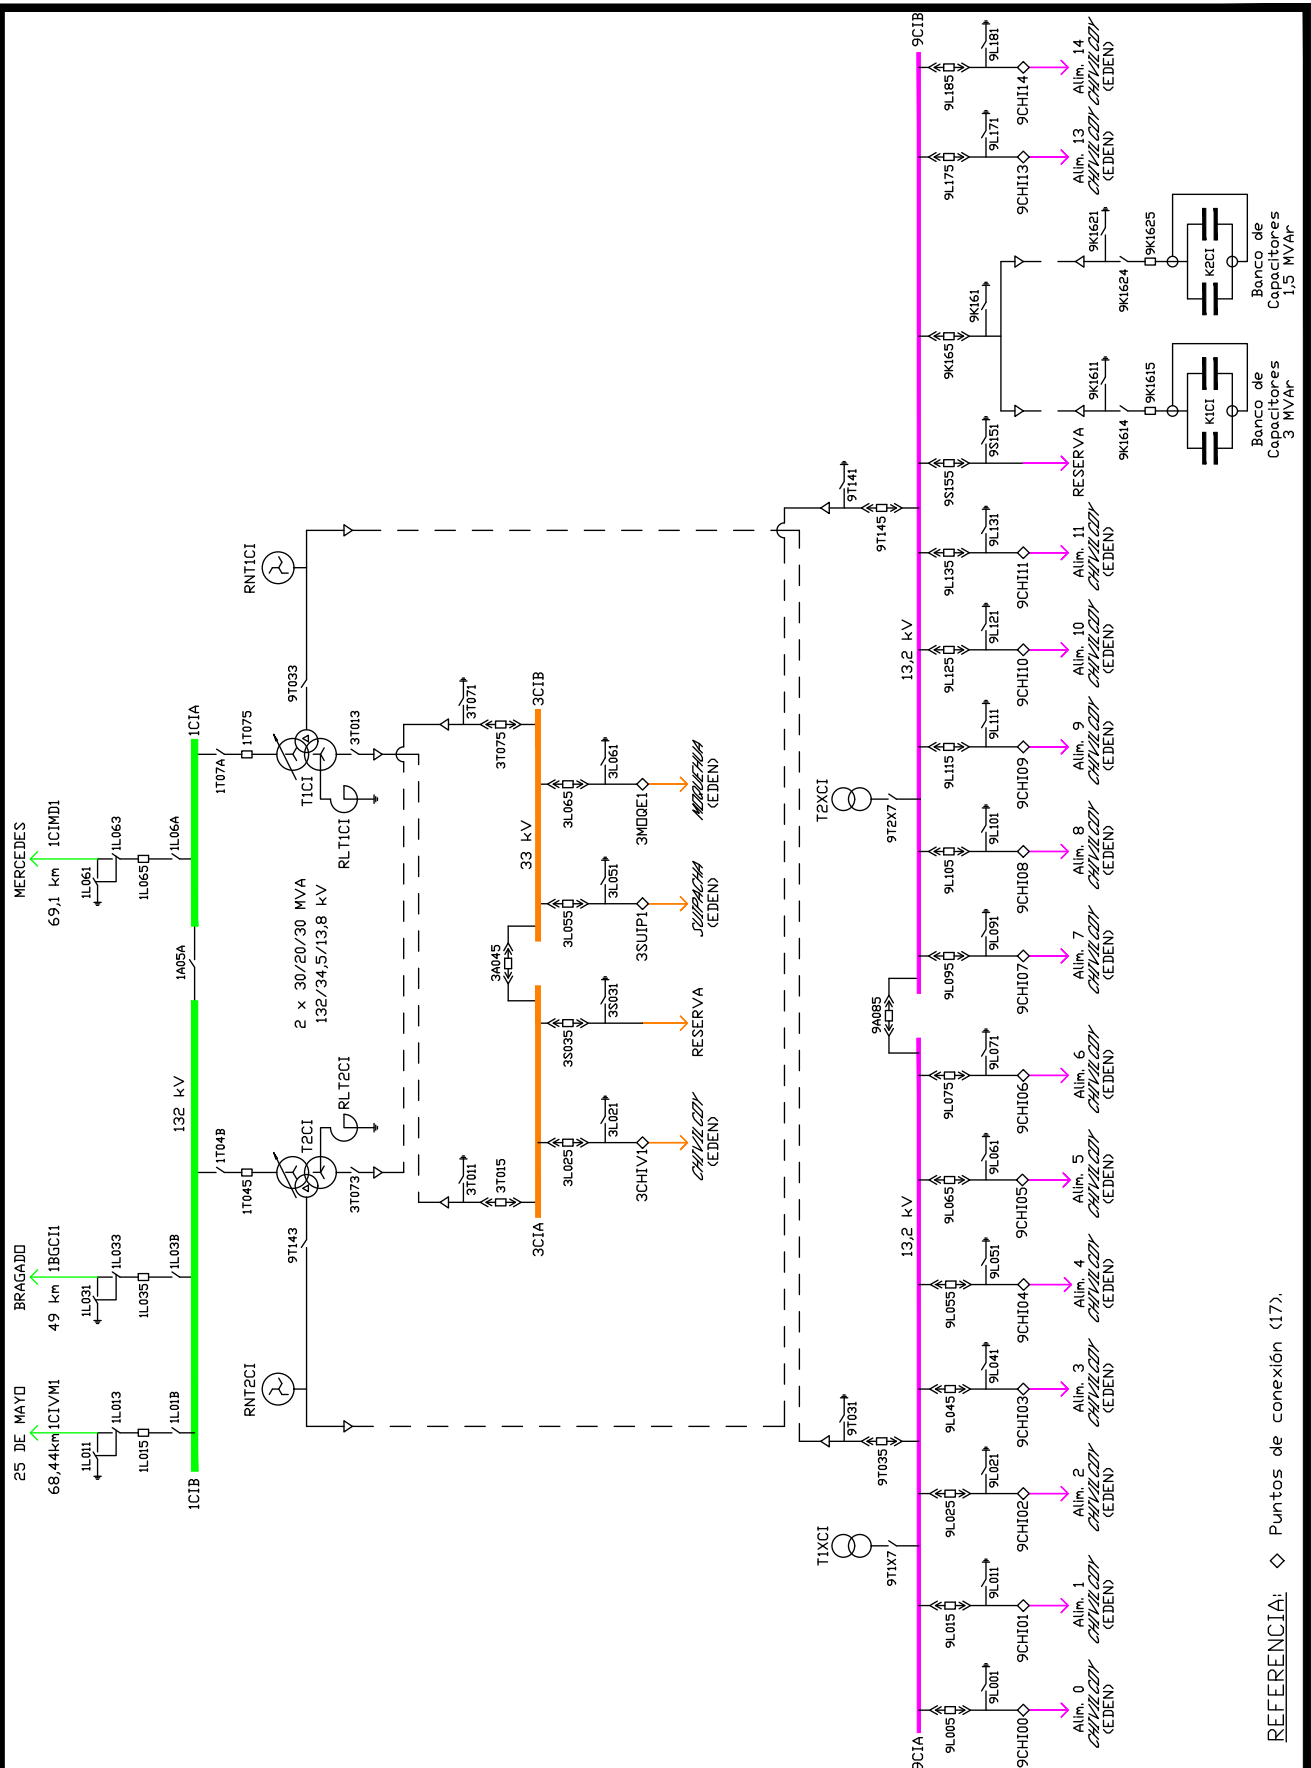 25 DE MAYO
68,44km 1CIVM1
1L011
1L013
1L015
1L01B
BRAGADO
49 km 1BGCI1
1L031
1L033
1L035
1L03B
MERCEDES
69,1 km 1CIMD1
1L061
1L063
1L065
1L06A
1CIB
132 kV
1A05A
1CIA
1T04B
1T045
T2CI
RLT2CI
9T143
3T073
RNT2CI
2 x 30/20/30 MVA
132/34,5/13,8 kV
1T07A
1T075
T1CI
RLT1CI
9T033
3T013
RNT1CI
3T011
3T015
3CIA
3T071
3T075
3CIB
33 kV
3A045
3L025
3L021
3CHIV1
CHIVILCOY
(EDEN)
3S035
3S031
RESERVA
3L055
3L051
3SUIP1
SUIPACHA
(EDEN)
3L065
3L061
3MOQE1
MOQUEHUA
(EDEN)
T1XCI
9T1X7
9T031
9T035
T2XCI
9T2X7
9T141
9T145
9CIA
13,2 kV
9A085
13,2 kV
9CIB
9L005
9L001
9CHI00
Alim. 0
CHIVILCOY
(EDEN)
9L015
9L011
9CHI01
Alim. 1
CHIVILCOY
(EDEN)
9L025
9L021
9CHI02
Alim. 2
CHIVILCOY
(EDEN)
9L045
9L041
9CHI03
Alim. 3
CHIVILCOY
(EDEN)
9L055
9L051
9CHI04
Alim. 4
CHIVILCOY
(EDEN)
9L065
9L061
9CHI05
Alim. 5
CHIVILCOY
(EDEN)
9L075
9L071
9CHI06
Alim. 6
CHIVILCOY
(EDEN)
9L095
9L091
9CHI07
Alim. 7
CHIVILCOY
(EDEN)
9L105
9L101
9CHI08
Alim. 8
CHIVILCOY
(EDEN)
9L115
9L111
9CHI09
Alim. 9
CHIVILCOY
(EDEN)
9L125
9L121
9CHI10
Alim. 10
CHIVILCOY
(EDEN)
9L135
9L131
9CHI11
Alim. 11
CHIVILCOY
(EDEN)
9S155
9S151
RESERVA
9K165
9K161
9K1611
9K1614
9K1615
K1CI
Banco de
Capacitores
3 MVAr
9K1621
9K1624
9K1625
K2CI
Banco de
Capacitores
1,5 MVAr
9L175
9L171
9CHI13
Alim. 13
CHIVILCOY
(EDEN)
9L185
9L181
9CHI14
Alim. 14
CHIVILCOY
(EDEN)
REFERENCIA: ◇ Puntos de conexión (17).